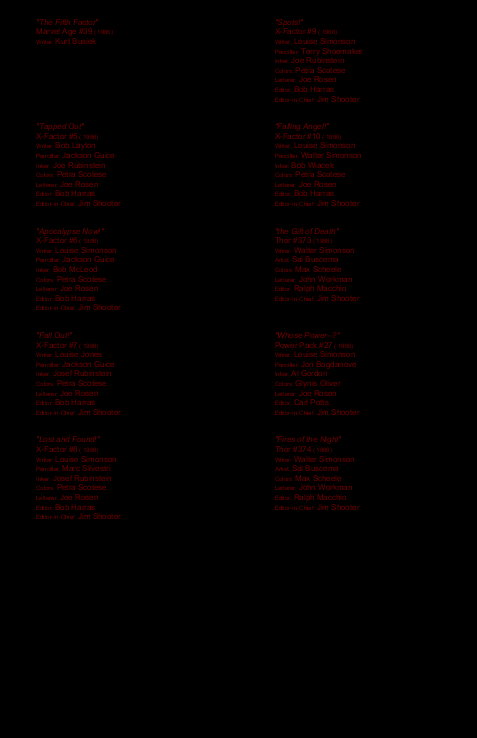 "The Fifth Factor"
Marvel Age #33 (1986)
Writer Kurt Busiek
"Tapped Out"
X-Factor #5 (1986)
Writer Bob Layton
Penciller Jackson Guice
Inker Joe Rubinstein
Colors Petra Scotese
Letterer Joe Rosen
Editor Bob Harras
Editor-in-Chief Jim Shooter
"Apocalypse Now!"
X-Factor #6 (1986)
Writer Louise Simonson
Penciller Jackson Guice
Inker Bob McLeod
Colors Petra Scotese
Letterer Joe Rosen
Editor Bob Harras
Editor-in-Chief Jim Shooter
"Fall Out!"
X-Factor #7 (1986)
Writer Louise Jones
Penciller Jackson Guice
Inker Josef Rubinstein
Colors Petra Scotese
Letterer Joe Rosen
Editor Bob Harras
Editor-in-Chief Jim Shooter
"Lost and Found!"
X-Factor #8 (1986)
Writer Louise Simonson
Penciller Marc Silvestri
Inker Josef Rubinstein
Colors Petra Scotese
Letterer Joe Rosen
Editor Bob Harras
Editor-in-Chief Jim Shooter
"Spots!"
X-Factor #9 (1986)
Writer Louise Simonson
Penciller Terry Shoemaker
Inker Joe Rubinstein
Colors Petra Scotese
Letterer Joe Rosen
Editor Bob Harras
Editor-in-Chief Jim Shooter
"Falling Angel!"
X-Factor #10 (1986)
Writer Louise Simonson
Penciller Walter Simonson
Inker Bob Wiacek
Colors Petra Scotese
Letterer Joe Rosen
Editor Bob Harras
Editor-in-Chief Jim Shooter
"the Gift of Death"
Thor #373 (1986)
Writer Walter Simonson
Artist Sal Buscema
Colors Max Scheele
Letterer John Workman
Editor Ralph Macchio
Editor-in-Chief Jim Shooter
"Whose Power--?"
Power Pack #27 (1986)
Writer Louise Simonson
Penciller Jon Bogdanove
Inker Al Gordon
Colors Glynis Oliver
Letterer Joe Rosen
Editor Carl Potts
Editor-in-Chief Jim Shooter
"Fires of the Night"
Thor #374 (1986)
Writer Walter Simonson
Artist Sal Buscema
Colors Max Scheele
Letterer John Workman
Editor Ralph Macchio
Editor-in-Chief Jim Shooter